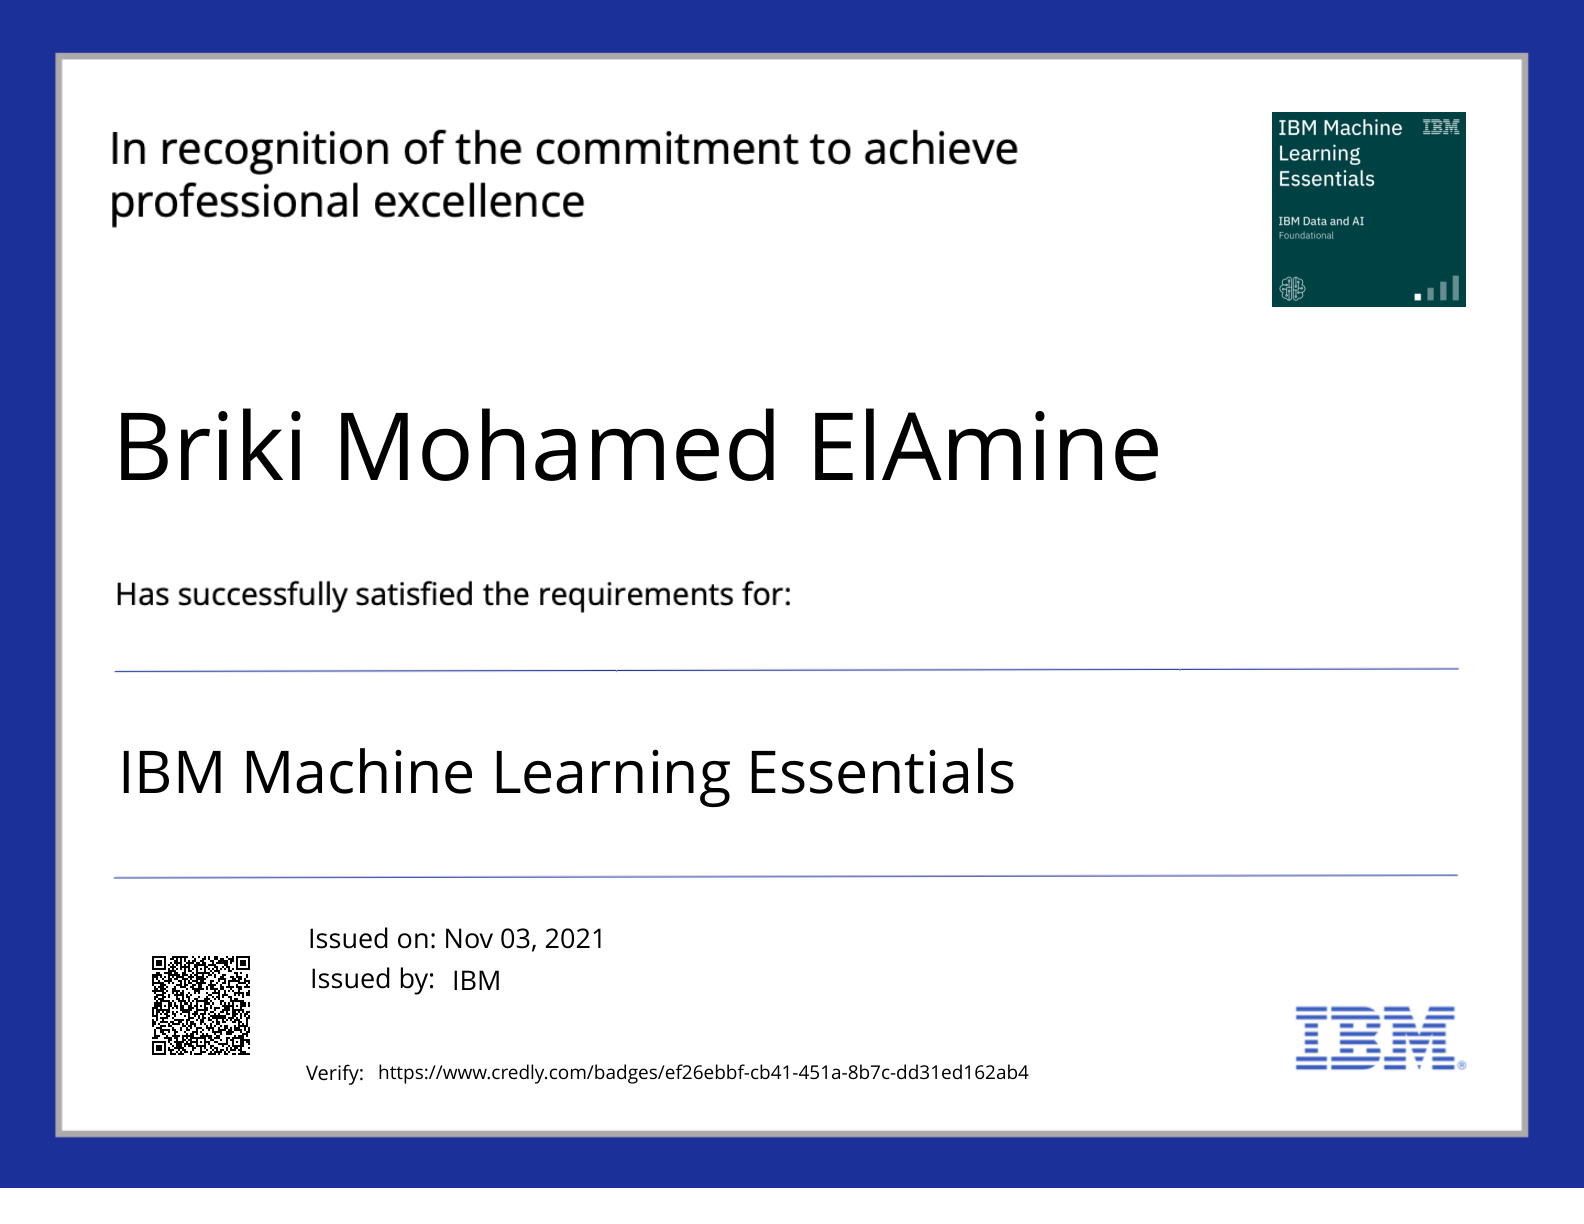 In recognition of the commitment to achieve
professional excellence
IBM Machine
Learning
Essentials
IBM
IBM Data and AI
Foundational
Briki Mohamed ElAmine
Has successfully satisfied the requirements for:
IBM Machine Learning Essentials
Issued on: Nov 03, 2021
Issued by: IBM
IBM®
Verify: https://www.credly.com/badges/ef26ebbf-cb41-451a-8b7c-dd31ed162ab4